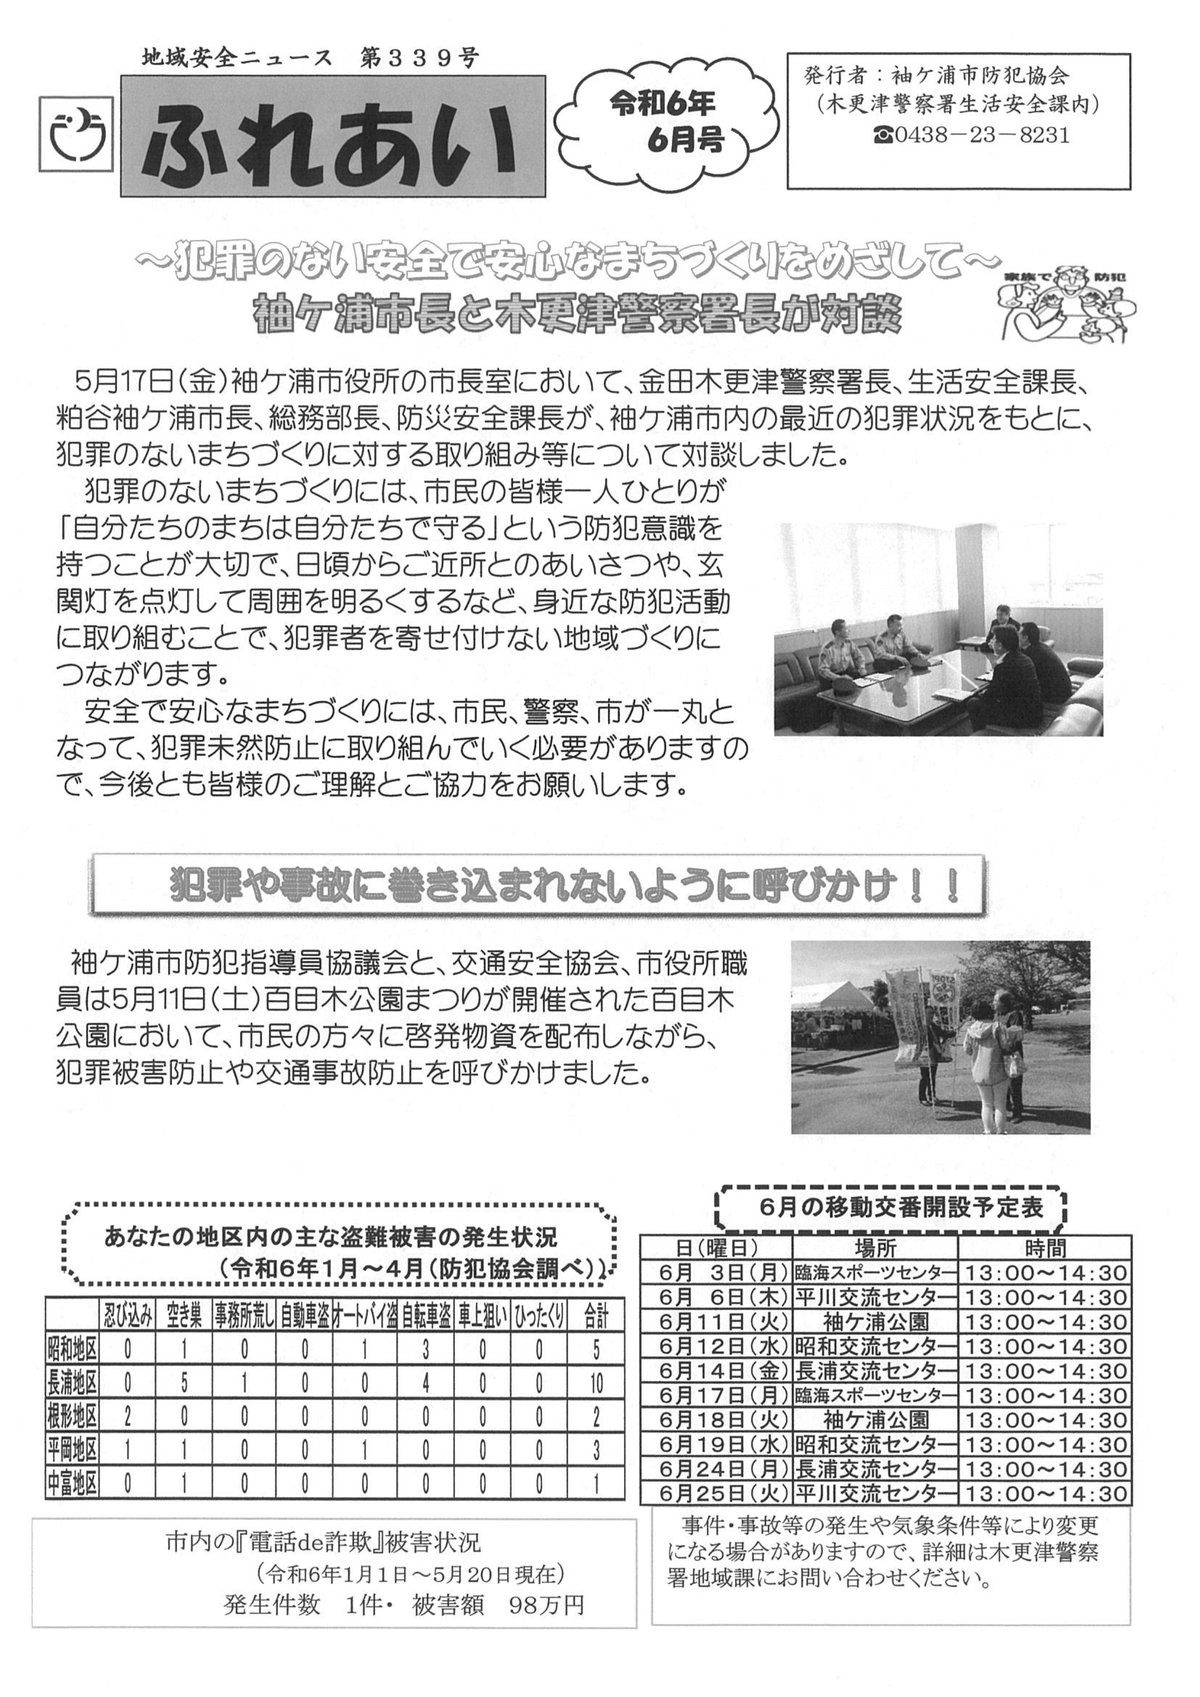 地域安全ニュース　第３３９号
ふれあい
令和6年
6月号
発行者：袖ケ浦市防犯協会
（木更津警察署生活安全課内）
☎0438－23－8231
～犯罪のない安全で安心なまちづくりをめざして～
家族で 防犯
袖ケ浦市長と木更津警察署長が対談
5月17日（金）袖ケ浦市役所の市長室において、金田木更津警察署長、生活安全課長、
粕谷袖ケ浦市長、総務部長、防災安全課長が、袖ケ浦市内の最近の犯罪状況をもとに、
犯罪のないまちづくりに対する取り組み等について対談しました。
犯罪のないまちづくりには、市民の皆様一人ひとりが
「自分たちのまちは自分たちで守る」という防犯意識を
持つことが大切で、日頃からご近所とのあいさつや、玄
関灯を点灯して周囲を明るくするなど、身近な防犯活動
に取り組むことで、犯罪者を寄せ付けない地域づくりに
つながります。
安全で安心なまちづくりには、市民、警察、市が一丸と
なって、犯罪未然防止に取り組んでいく必要がありますの
で、今後とも皆様のご理解とご協力をお願いします。
犯罪や事故に巻き込まれないように呼びかけ！！
袖ケ浦市防犯指導員協議会と、交通安全協会、市役所職
員は5月11日（土）百目木公園まつりが開催された百目木
公園において、市民の方々に啓発物資を配布しながら、
犯罪被害防止や交通事故防止を呼びかけました。
あなたの地区内の主な盗難被害の発生状況
（令和6年1月～4月（防犯協会調べ））
忍び込み 空き巣 事務所荒し 自動車盗 オートバイ盗 自転車盗 車上狙い ひったくり 合計
昭和地区 0 1 0 0 1 3 0 0 5
長浦地区 0 5 1 0 0 4 0 0 10
根形地区 2 0 0 0 0 0 0 0 2
平岡地区 1 1 0 0 1 0 0 0 3
中富地区 0 1 0 0 0 0 0 0 1
市内の『電話de詐欺』被害状況
（令和6年1月1日～5月20日現在）
発生件数　1件・　被害額　98万円
6月の移動交番開設予定表
日（曜日） 場所 時間
6月　3日（月） 臨海スポーツセンター 13：00～14：30
6月　6日（木） 平川交流センター 13：00～14：30
6月11日（火） 袖ケ浦公園 13：00～14：30
6月12日（水） 昭和交流センター 13：00～14：30
6月14日（金） 長浦交流センター 13：00～14：30
6月17日（月） 臨海スポーツセンター 13：00～14：30
6月18日（火） 袖ケ浦公園 13：00～14：30
6月19日（水） 昭和交流センター 13：00～14：30
6月24日（月） 長浦交流センター 13：00～14：30
6月25日（火） 平川交流センター 13：00～14：30
事件・事故等の発生や気象条件等により変更
になる場合がありますので、詳細は木更津警察
署地域課にお問い合わせください。